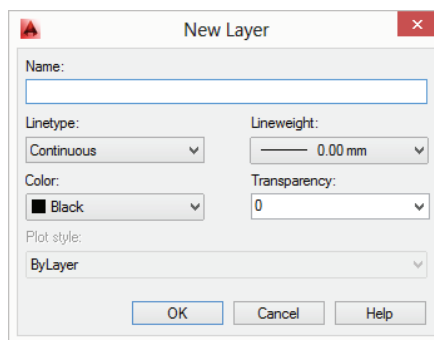 New Layer
Name:
Linetype: Lineweight:
Continuous 0.00 mm
Color: Transparency:
Black 0
Plot style:
ByLayer
OK Cancel Help